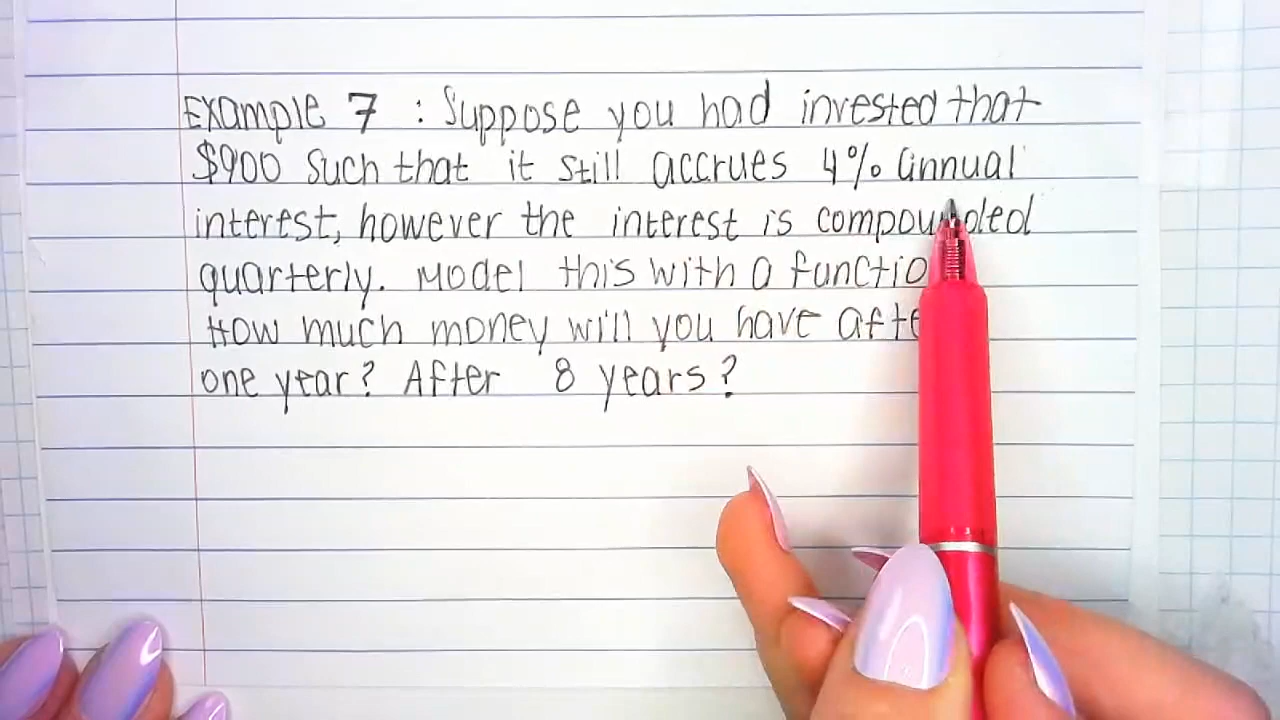 Example 7 : Suppose you had invested that
$900 such that it still accrues 4% annual
interest, however the interest is compounded
quarterly. Model this with a functio
How much money will you have afte
one year? After 8 years?